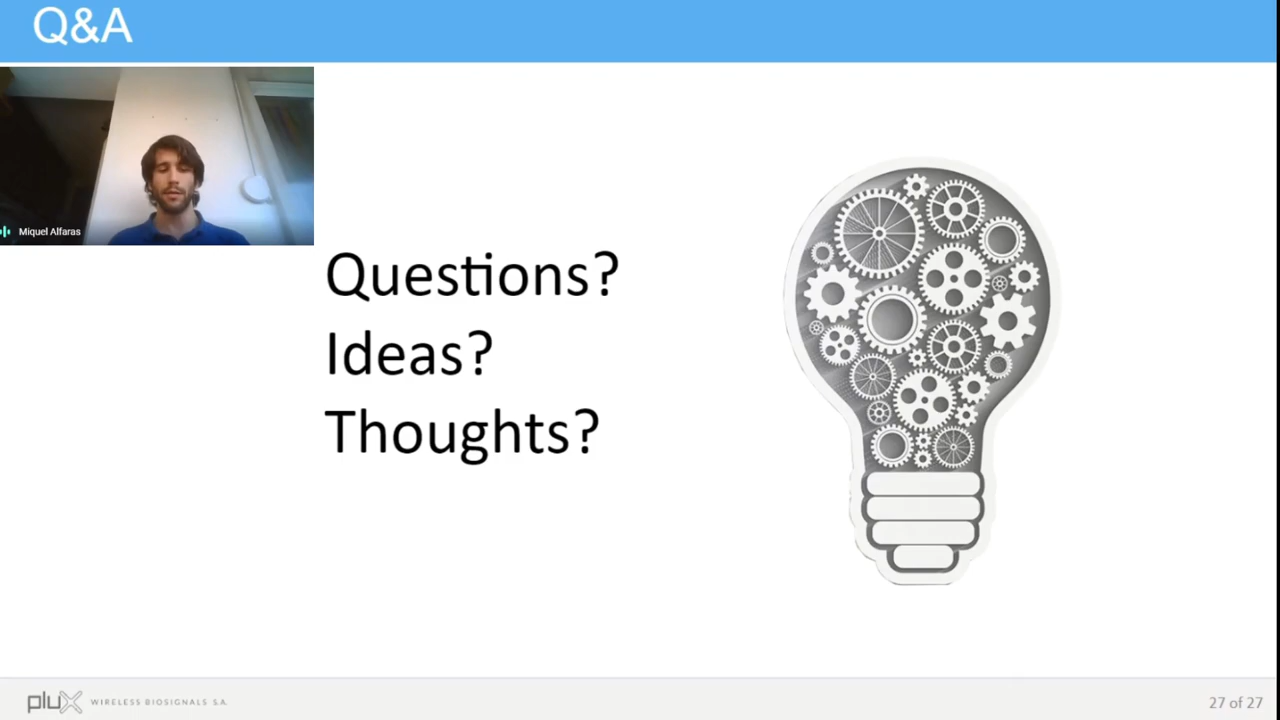 Q&A
Miquel Alfaras
Questions?
Ideas?
Thoughts?
plux WIRELESS BIOSIGNALS S.A.
27 of 27